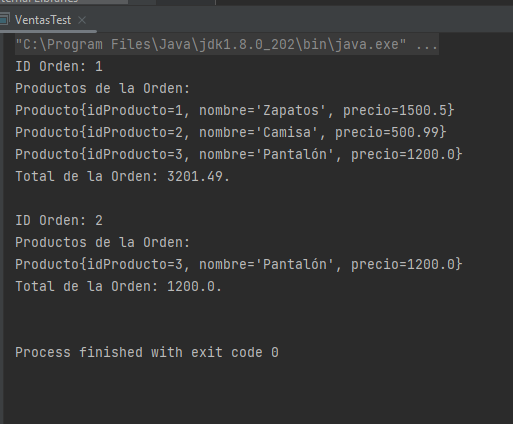 VentasTest
"C:\Program Files\Java\jdk1.8.0_202\bin\java.exe" ...
ID Orden: 1
Productos de la Orden:
Producto{idProducto=1, nombre='Zapatos', precio=1500.5}
Producto{idProducto=2, nombre='Camisa', precio=500.99}
Producto{idProducto=3, nombre='Pantalón', precio=1200.0}
Total de la Orden: 3201.49.
ID Orden: 2
Productos de la Orden:
Producto{idProducto=3, nombre='Pantalón', precio=1200.0}
Total de la Orden: 1200.0.
Process finished with exit code 0